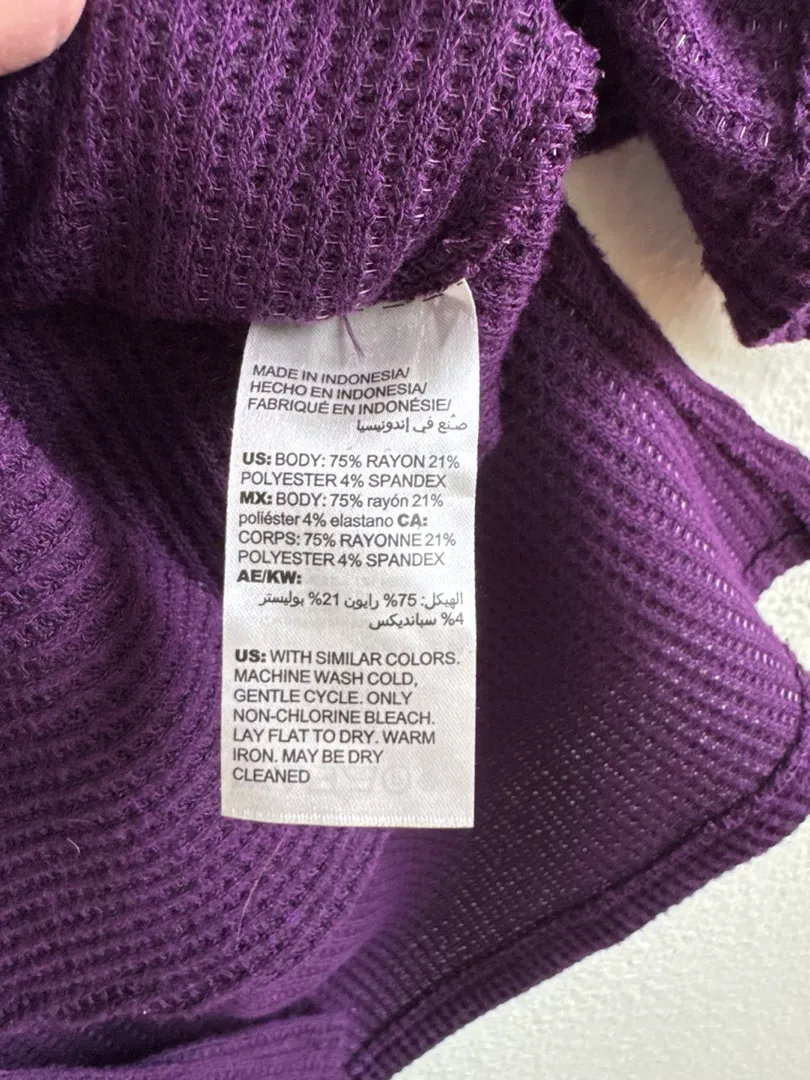 MADE IN INDONESIA/
HECHO EN INDONESIA/
FABRIQUÉ EN INDONÉSIE/
صُنع في إندونيسيا
US: BODY: 75% RAYON 21%
POLYESTER 4% SPANDEX
MX: BODY: 75% rayón 21%
poliéster 4% elastano CA:
CORPS: 75% RAYONNE 21%
POLYESTER 4% SPANDEX
AE/KW:
الهيكل: 75% رايون 21% بوليستر
4% سبانديكس
US: WITH SIMILAR COLORS.
MACHINE WASH COLD,
GENTLE CYCLE. ONLY
NON-CHLORINE BLEACH.
LAY FLAT TO DRY. WARM
IRON. MAY BE DRY
CLEANED